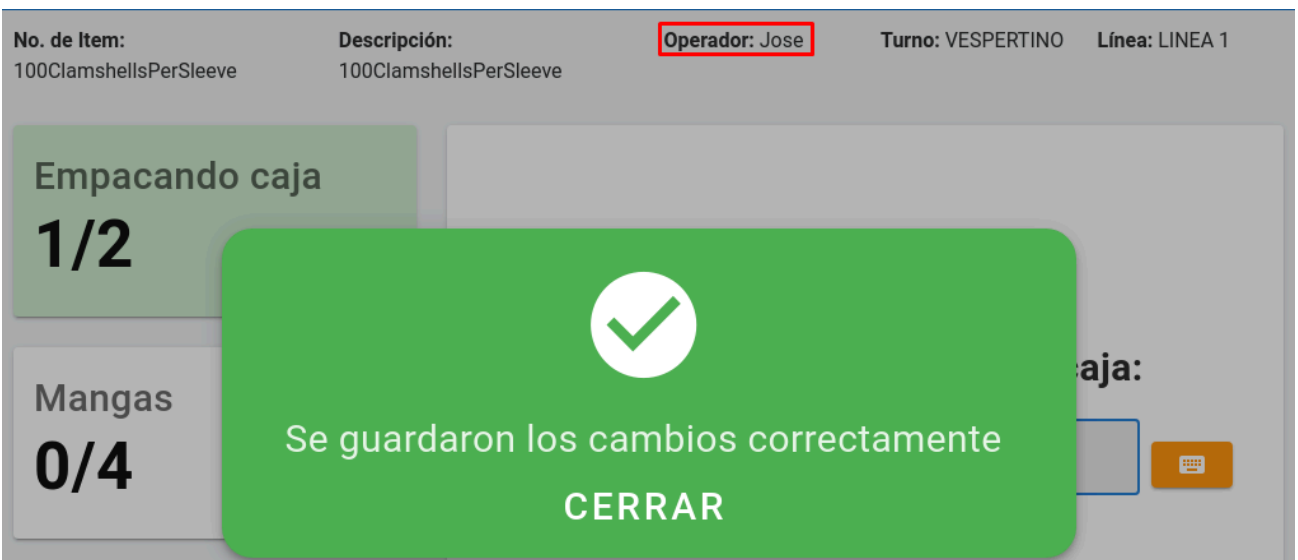 No. de Item:
100ClamshellsPerSleeve
Descripción:
100ClamshellsPerSleeve
Operador: Jose
Turno: VESPERTINO
Línea: LINEA 1
Empacando caja
1/2
Mangas
0/4
aja:
Se guardaron los cambios correctamente
CERRAR